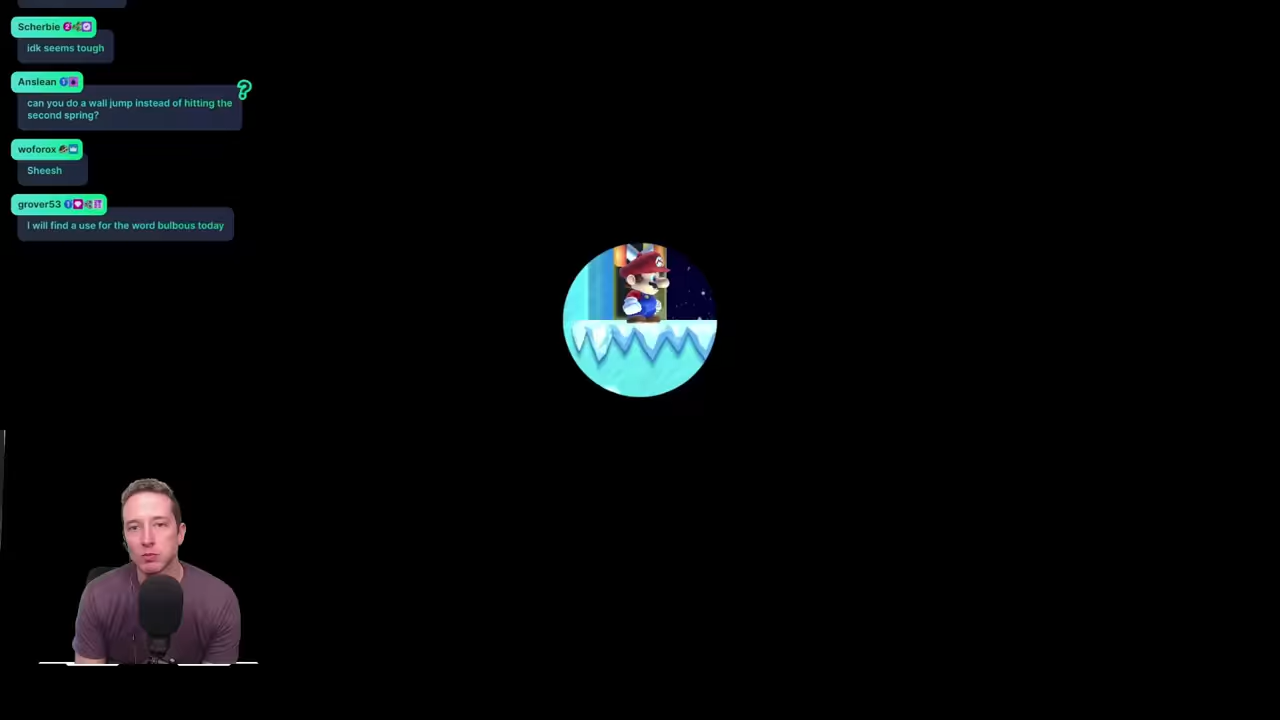 Scherbie
idk seems tough
Anslean
can you do a wall jump instead of hitting the
second spring?
woforox
Sheesh
grover53
I will find a use for the word bulbous today